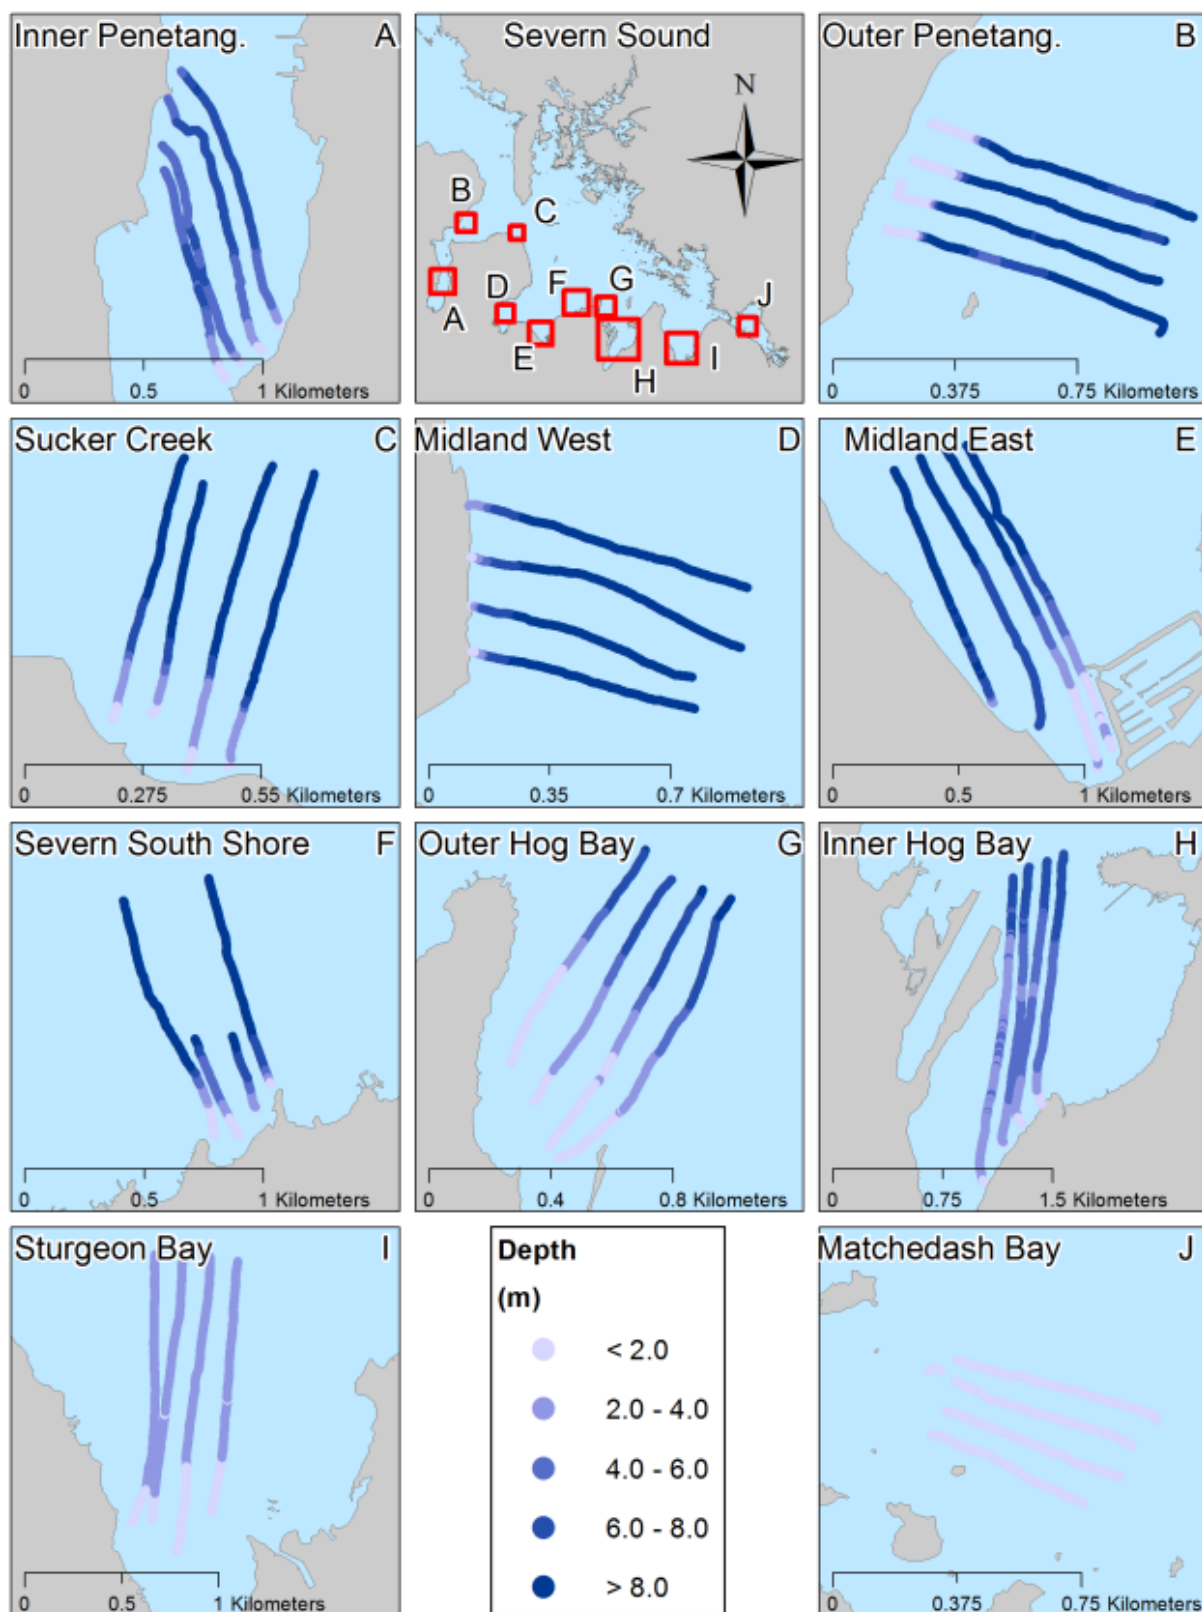 Inner Penetang. A
Severn Sound
Outer Penetang. B
N
B
C
F
G
D
J
A
E
I
H
0 0.5 1 Kilometers
0 0.375 0.75 Kilometers
Sucker Creek C
Midland West D
Midland East E
0 0.275 0.55 Kilometers
0 0.35 0.7 Kilometers
0 0.5 1 Kilometers
Severn South Shore F
Outer Hog Bay G
Inner Hog Bay H
0 0.5 1 Kilometers
0 0.4 0.8 Kilometers
0 0.75 1.5 Kilometers
Sturgeon Bay I
Depth
(m)
< 2.0
2.0 - 4.0
4.0 - 6.0
6.0 - 8.0
> 8.0
Matchedash Bay J
0 0.5 1 Kilometers
0 0.375 0.75 Kilometers